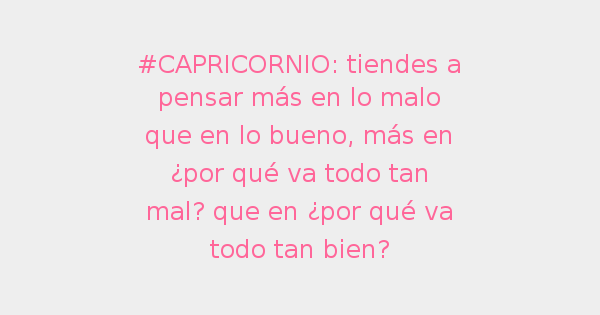 #CAPRICORNIO: tiendes a
pensar más en lo malo
que en lo bueno, más en
¿por qué va todo tan
mal? que en ¿por qué va
todo tan bien?